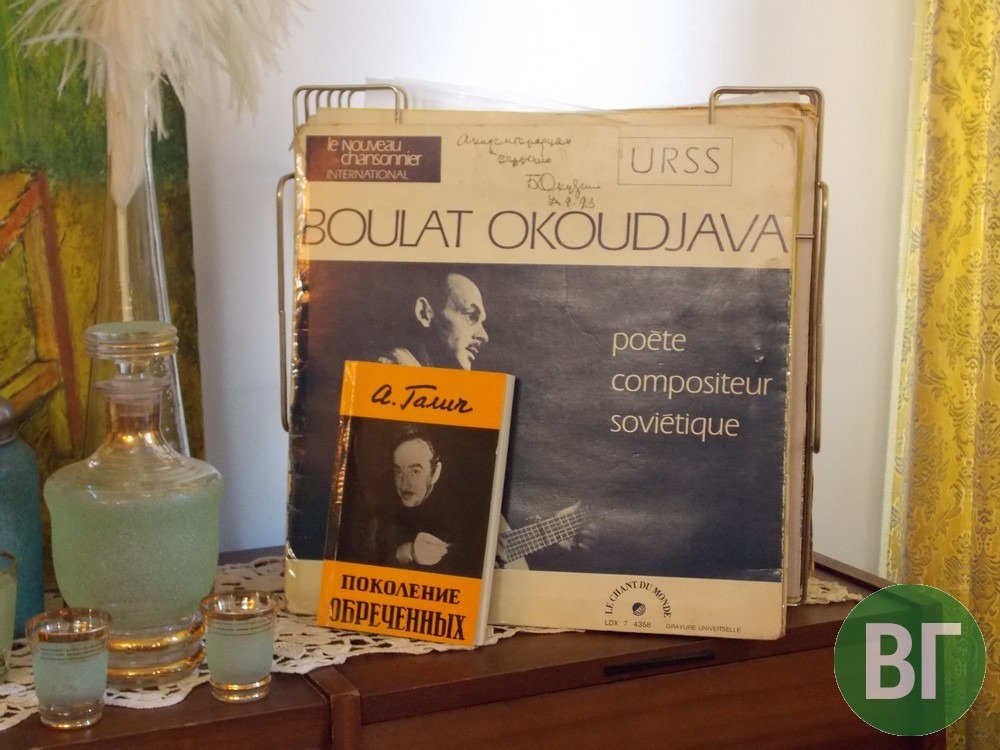 le NOUVEAU
chansonnier
INTERNATIONAL
URSS
BOULAT OKOUDJAVA
poète
compositeur
soviétique
А. Галич
ПОКОЛЕНИЕ
ОБРЕЧЕННЫХ
LE CHANT DU MONDE
LDX 7 4358 GRAVURE UNIVERSELLE
ВГ